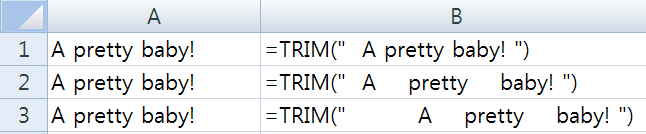 A B
1 A pretty baby! =TRIM("   A pretty baby! ")
2 A pretty baby! =TRIM("   A     pretty     baby! ")
3 A pretty baby! =TRIM("           A     pretty     baby! ")